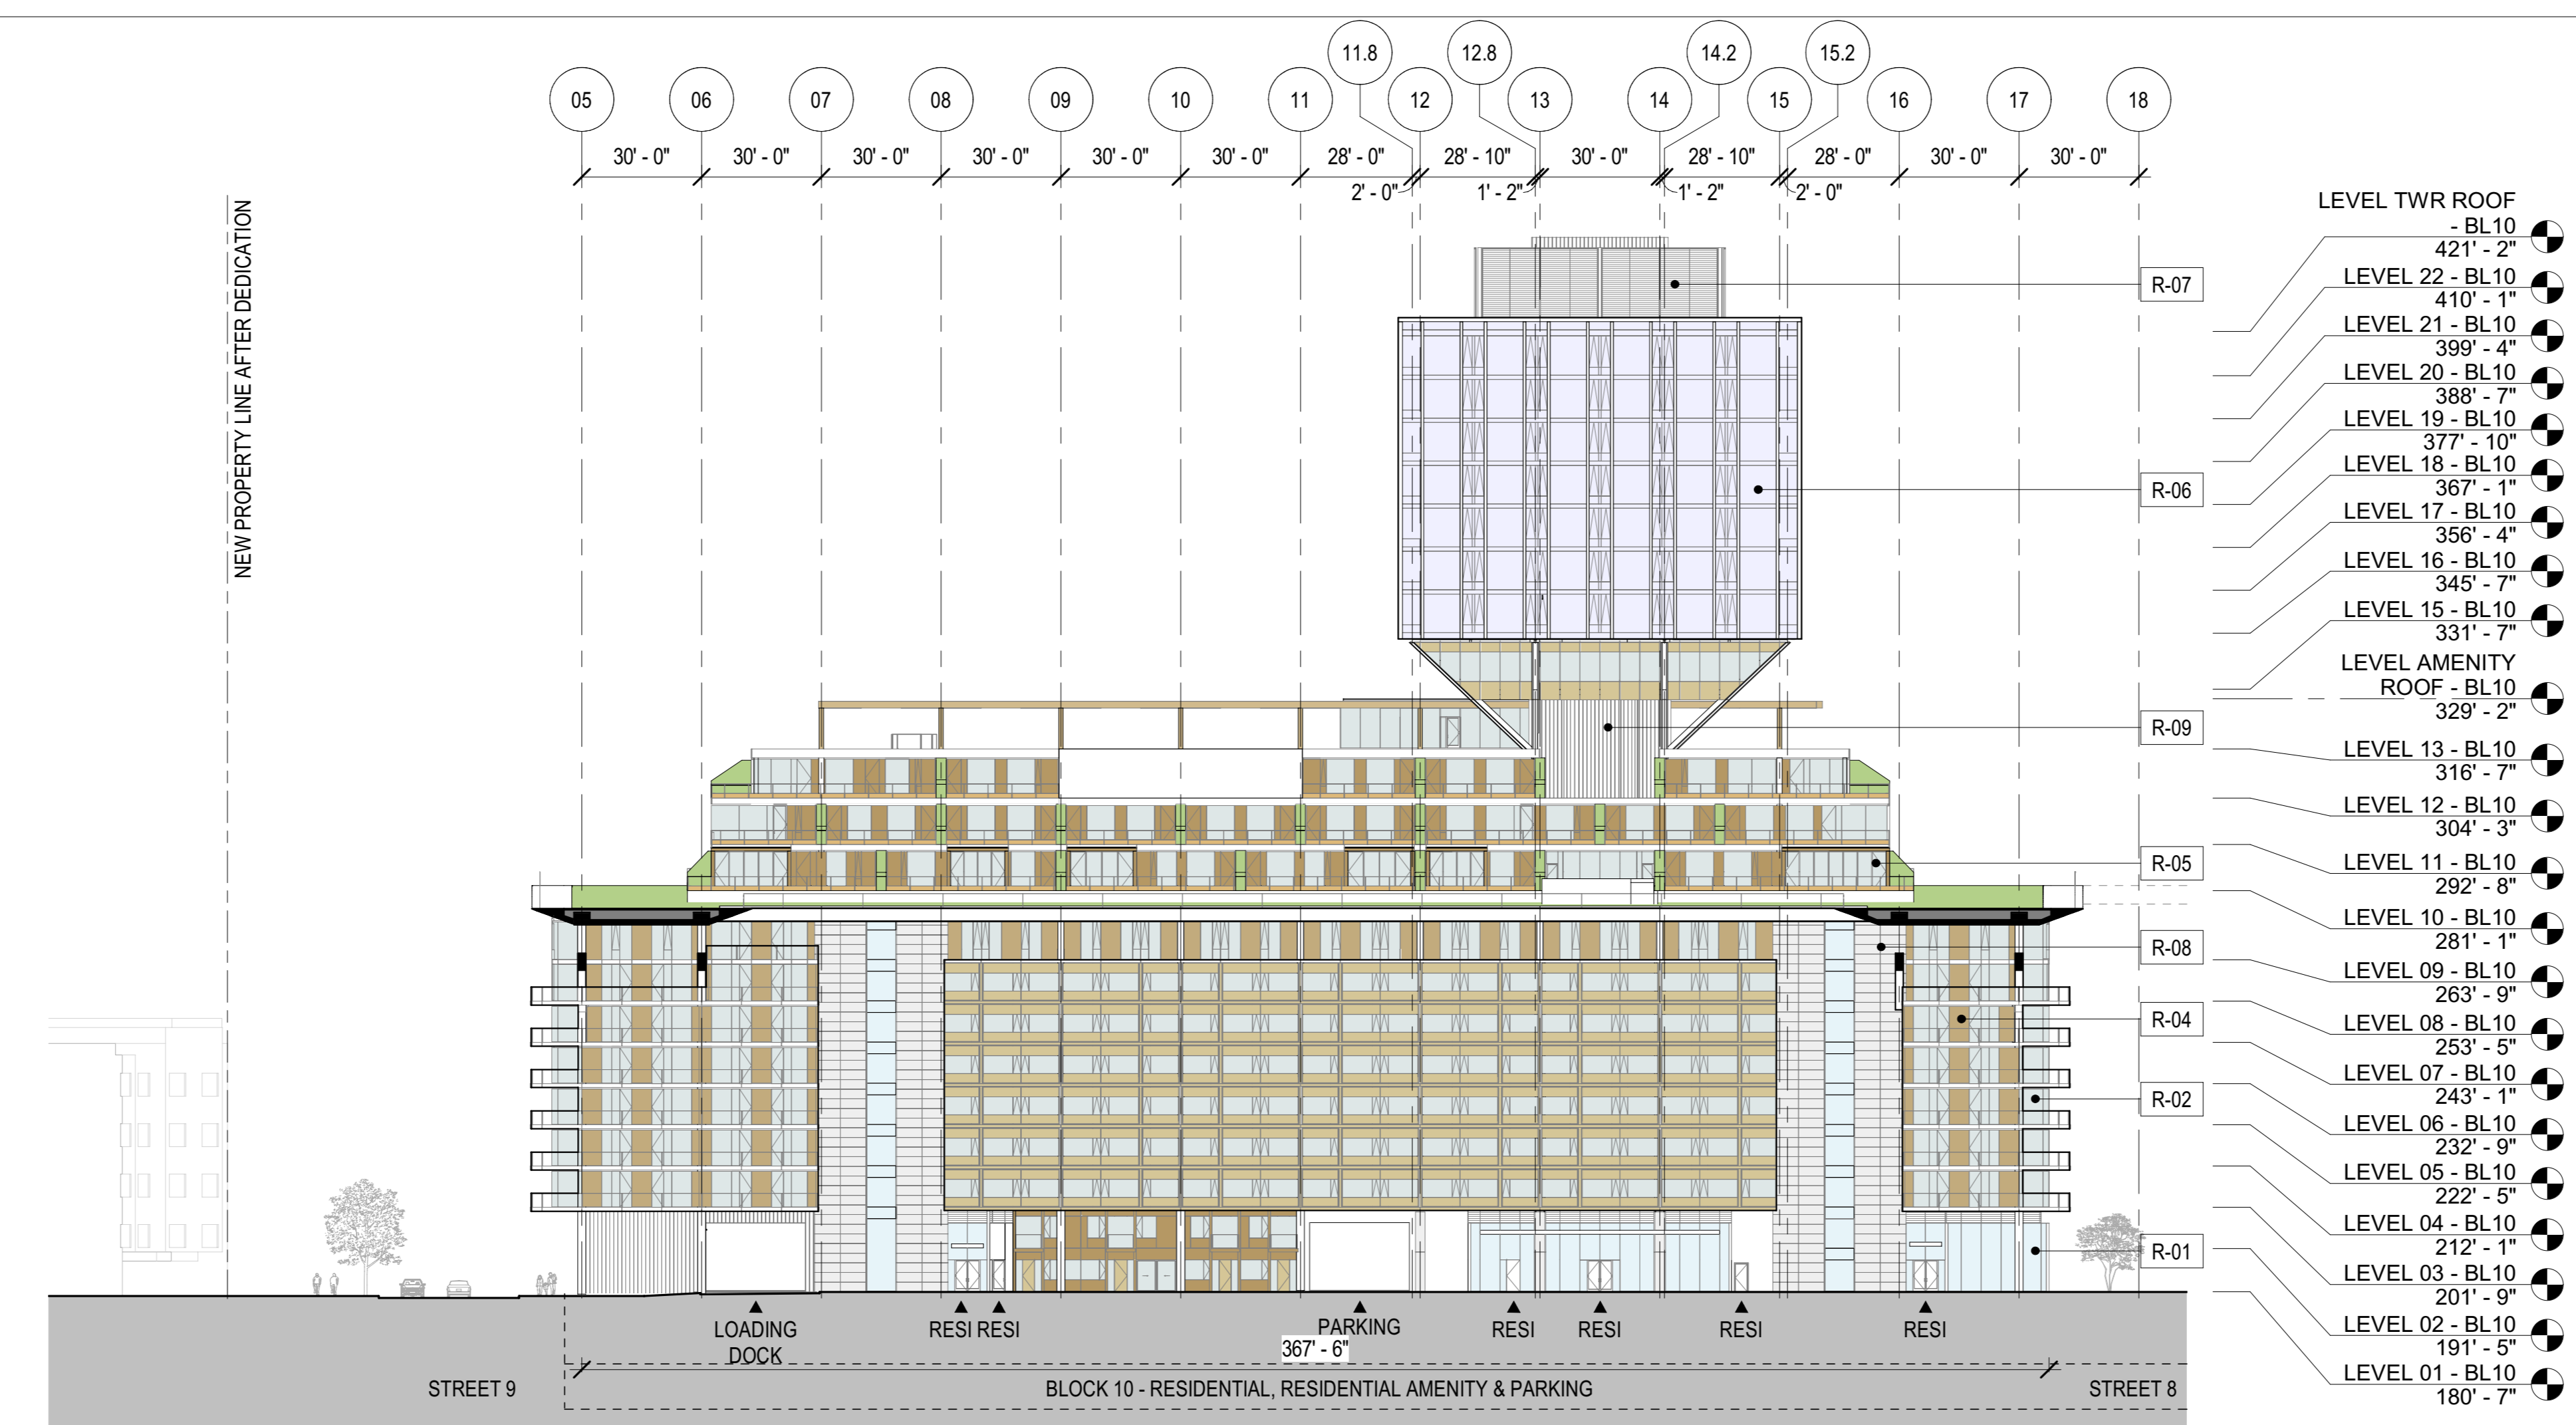 11.8
12.8
14.2
15.2
05
06
07
08
09
10
11
12
13
14
15
16
17
18
30' - 0"
30' - 0"
30' - 0"
30' - 0"
30' - 0"
30' - 0"
28' - 0"
28' - 10"
30' - 0"
28' - 10"
28' - 0"
30' - 0"
30' - 0"
2' - 0"
1' - 2"
1' - 2"
2' - 0"
NEW PROPERTY LINE AFTER DEDICATION
LEVEL TWR ROOF
- BL10
421' - 2"
LEVEL 22 - BL10
410' - 1"
LEVEL 21 - BL10
399' - 4"
LEVEL 20 - BL10
388' - 7"
LEVEL 19 - BL10
377' - 10"
LEVEL 18 - BL10
367' - 1"
LEVEL 17 - BL10
356' - 4"
LEVEL 16 - BL10
345' - 7"
LEVEL 15 - BL10
331' - 7"
LEVEL AMENITY
ROOF - BL10
329' - 2"
LEVEL 13 - BL10
316' - 7"
LEVEL 12 - BL10
304' - 3"
LEVEL 11 - BL10
292' - 8"
LEVEL 10 - BL10
281' - 1"
LEVEL 09 - BL10
263' - 9"
LEVEL 08 - BL10
253' - 5"
LEVEL 07 - BL10
243' - 1"
LEVEL 06 - BL10
232' - 9"
LEVEL 05 - BL10
222' - 5"
LEVEL 04 - BL10
212' - 1"
LEVEL 03 - BL10
201' - 9"
LEVEL 02 - BL10
191' - 5"
LEVEL 01 - BL10
180' - 7"
R-07
R-06
R-09
R-05
R-08
R-04
R-02
R-01
LOADING
DOCK
RESI
RESI
PARKING
RESI
RESI
RESI
RESI
367' - 6"
STREET 9
BLOCK 10 - RESIDENTIAL, RESIDENTIAL AMENITY & PARKING
STREET 8